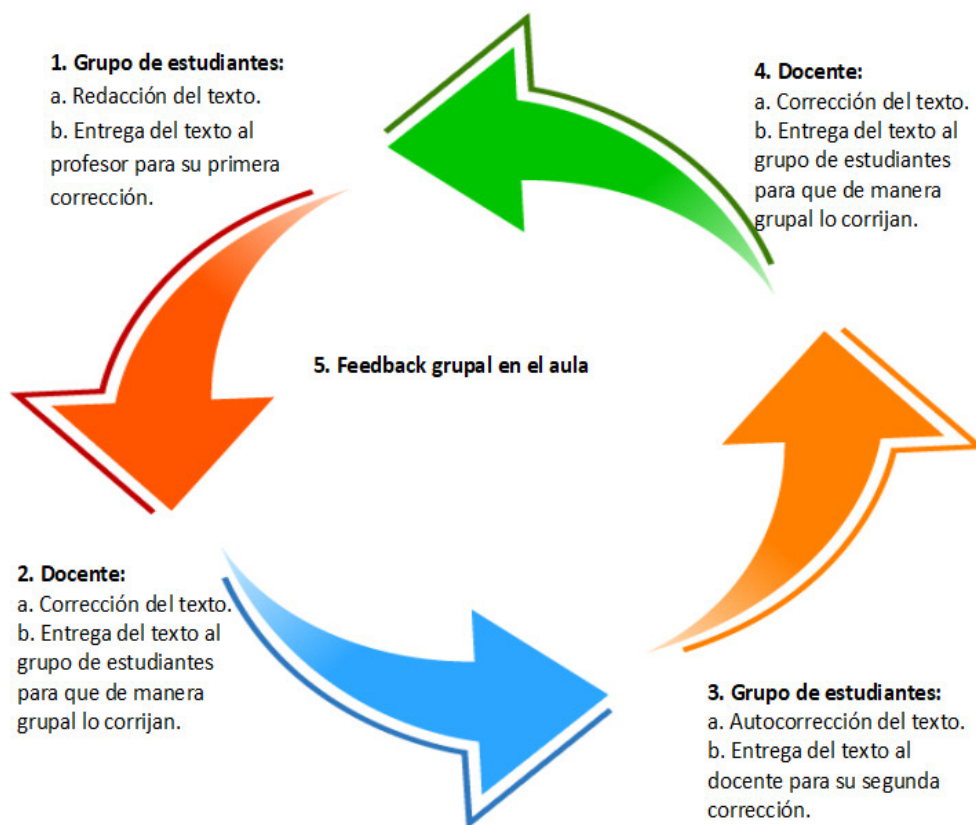 1. Grupo de estudiantes:
a. Redacción del texto.
b. Entrega del texto al
profesor para su primera
corrección.
2. Docente:
a. Corrección del texto.
b. Entrega del texto al
grupo de estudiantes
para que de manera
grupal lo corrijan.
3. Grupo de estudiantes:
a. Autocorrección del texto.
b. Entrega del texto al
docente para su segunda
corrección.
4. Docente:
a. Corrección del texto.
b. Entrega del texto al
grupo de estudiantes
para que de manera
grupal lo corrijan.
5. Feedback grupal en el aula